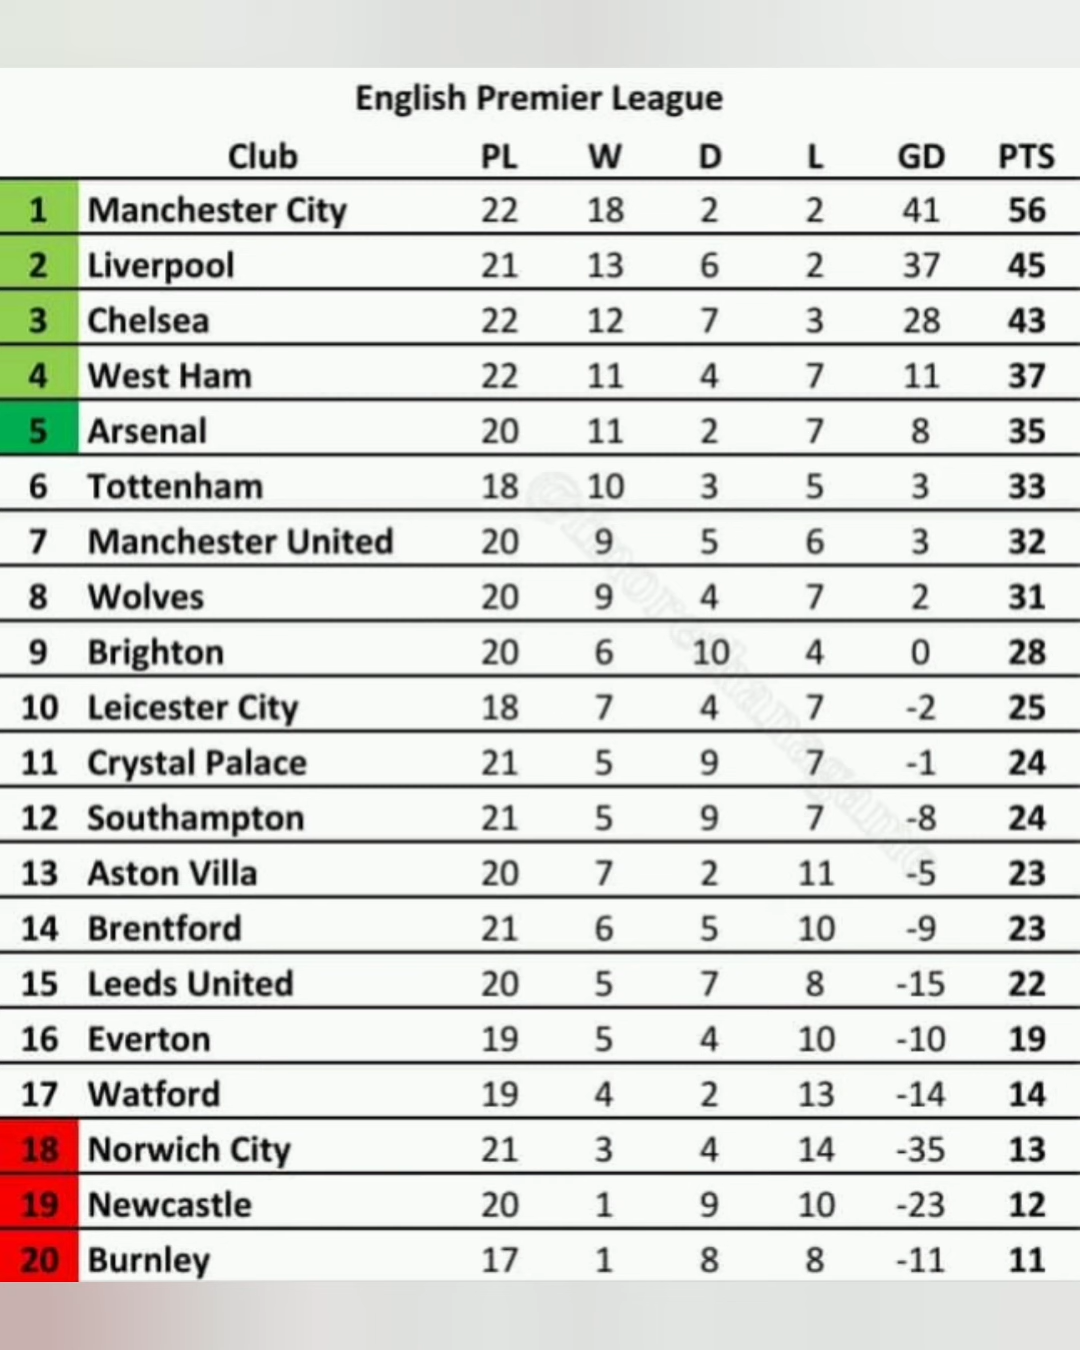 English Premier League
Club PL W D L GD PTS
1 Manchester City 22 18 2 2 41 56
2 Liverpool 21 13 6 2 37 45
3 Chelsea 22 12 7 3 28 43
4 West Ham 22 11 4 7 11 37
5 Arsenal 20 11 2 7 8 35
6 Tottenham 18 10 3 5 3 33
7 Manchester United 20 9 5 6 3 32
8 Wolves 20 9 4 7 2 31
9 Brighton 20 6 10 4 0 28
10 Leicester City 18 7 4 7 -2 25
11 Crystal Palace 21 5 9 7 -1 24
12 Southampton 21 5 9 7 -8 24
13 Aston Villa 20 7 2 11 -5 23
14 Brentford 21 6 5 10 -9 23
15 Leeds United 20 5 7 8 -15 22
16 Everton 19 5 4 10 -10 19
17 Watford 19 4 2 13 -14 14
18 Norwich City 21 3 4 14 -35 13
19 Newcastle 20 1 9 10 -23 12
20 Burnley 17 1 8 8 -11 11